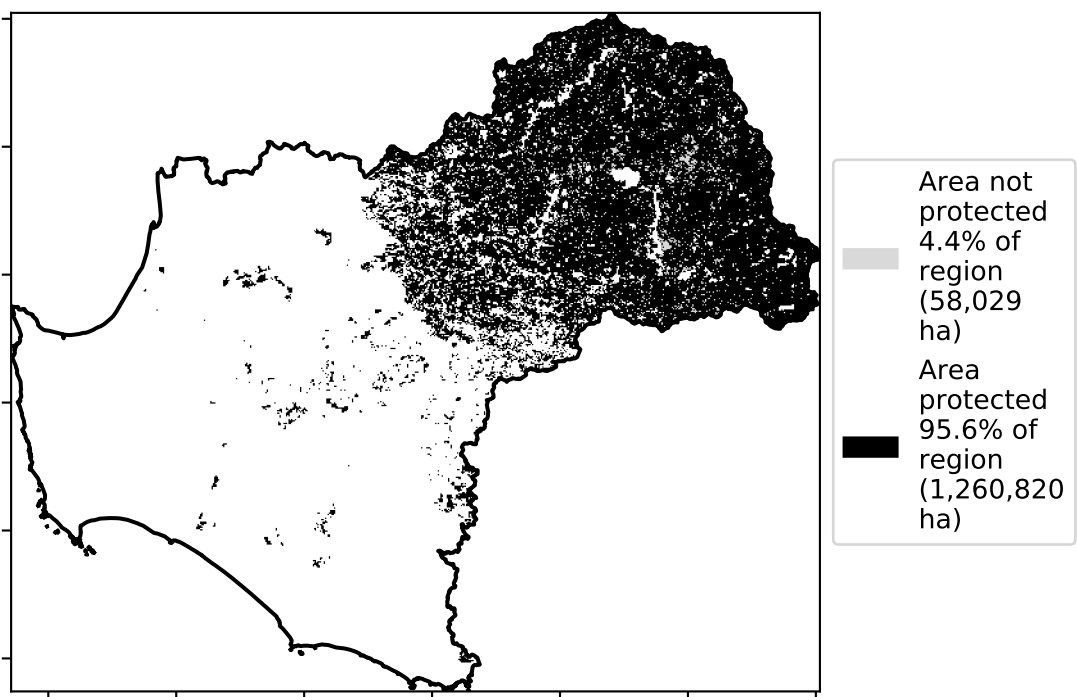 Area not
protected
4.4% of
region
(58,029
ha)
Area
protected
95.6% of
region
(1,260,820
ha)